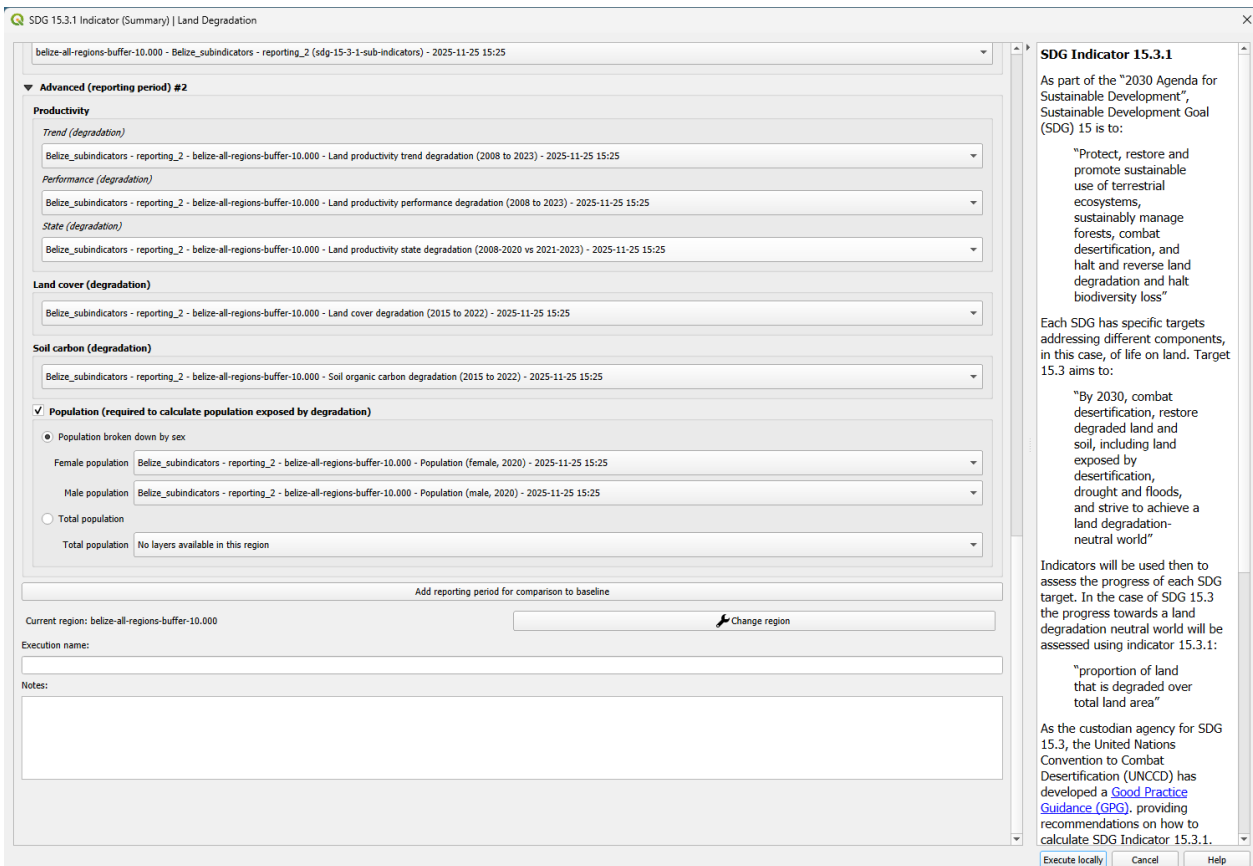 SDG 15.3.1 Indicator (Summary) | Land Degradation
belize-all-regions-buffer-10.000 - Belize_subindicators - reporting_2 (sdg-15-3-1-sub-indicators) - 2025-11-25 15:25
Advanced (reporting period) #2
Productivity
Trend (degradation)
Belize_subindicators - reporting_2 - belize-all-regions-buffer-10.000 - Land productivity trend degradation (2008 to 2023) - 2025-11-25 15:25
Performance (degradation)
Belize_subindicators - reporting_2 - belize-all-regions-buffer-10.000 - Land productivity performance degradation (2008 to 2023) - 2025-11-25 15:25
State (degradation)
Belize_subindicators - reporting_2 - belize-all-regions-buffer-10.000 - Land productivity state degradation (2008-2020 vs 2021-2023) - 2025-11-25 15:25
Land cover (degradation)
Belize_subindicators - reporting_2 - belize-all-regions-buffer-10.000 - Land cover degradation (2015 to 2022) - 2025-11-25 15:25
Soil carbon (degradation)
Belize_subindicators - reporting_2 - belize-all-regions-buffer-10.000 - Soil organic carbon degradation (2015 to 2022) - 2025-11-25 15:25
Population (required to calculate population exposed by degradation)
Population broken down by sex
Female population Belize_subindicators - reporting_2 - belize-all-regions-buffer-10.000 - Population (female, 2020) - 2025-11-25 15:25
Male population Belize_subindicators - reporting_2 - belize-all-regions-buffer-10.000 - Population (male, 2020) - 2025-11-25 15:25
Total population
Total population No layers available in this region
Add reporting period for comparison to baseline
Current region: belize-all-regions-buffer-10.000
Change region
Execution name:
Notes:
SDG Indicator 15.3.1
As part of the "2030 Agenda for
Sustainable Development",
Sustainable Development Goal
(SDG) 15 is to:
"Protect, restore and
promote sustainable
use of terrestrial
ecosystems,
sustainably manage
forests, combat
desertification, and
halt and reverse land
degradation and halt
biodiversity loss"
Each SDG has specific targets
addressing different components,
in this case, of life on land. Target
15.3 aims to:
"By 2030, combat
desertification, restore
degraded land and
soil, including land
exposed by
desertification,
drought and floods,
and strive to achieve a
land degradation-
neutral world"
Indicators will be used then to
assess the progress of each SDG
target. In the case of SDG 15.3
the progress towards a land
degradation neutral world will be
assessed using indicator 15.3.1:
"proportion of land
that is degraded over
total land area"
As the custodian agency for SDG
15.3, the United Nations
Convention to Combat
Desertification (UNCCD) has
developed a Good Practice
Guidance (GPG). providing
recommendations on how to
calculate SDG Indicator 15.3.1.
Execute locally
Cancel
Help